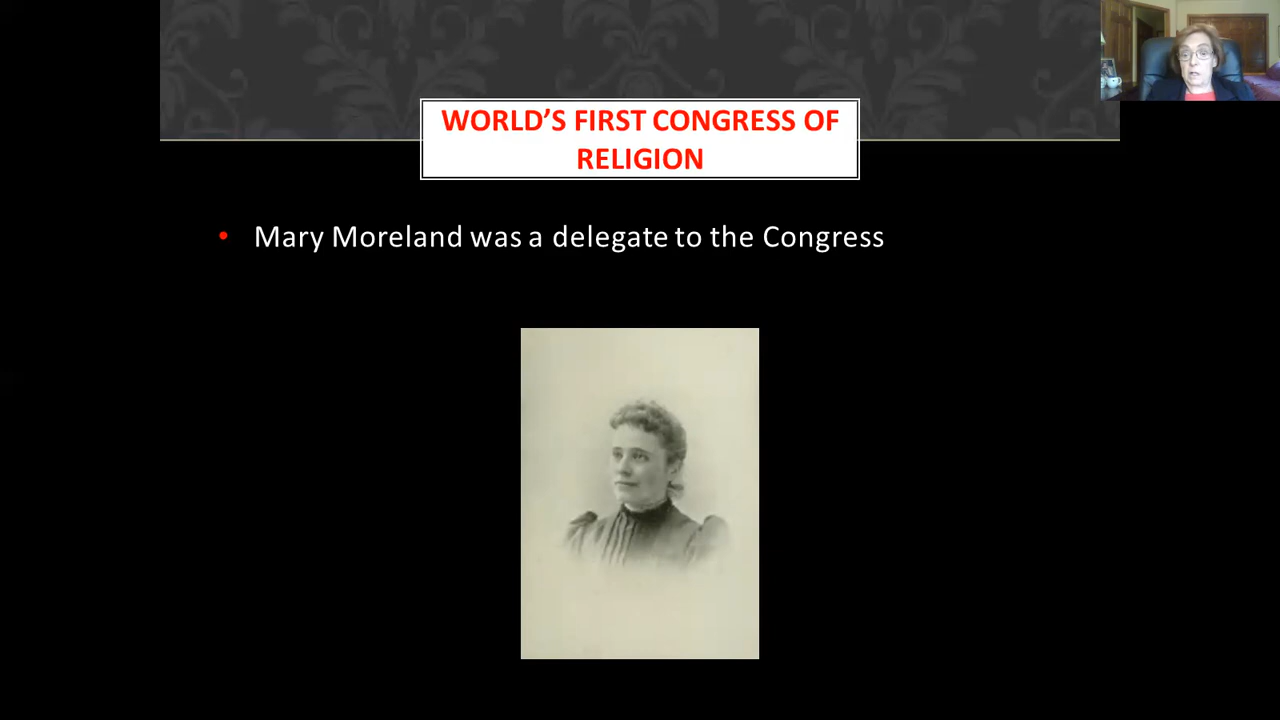 WORLD’S FIRST CONGRESS OF
RELIGION
• Mary Moreland was a delegate to the Congress